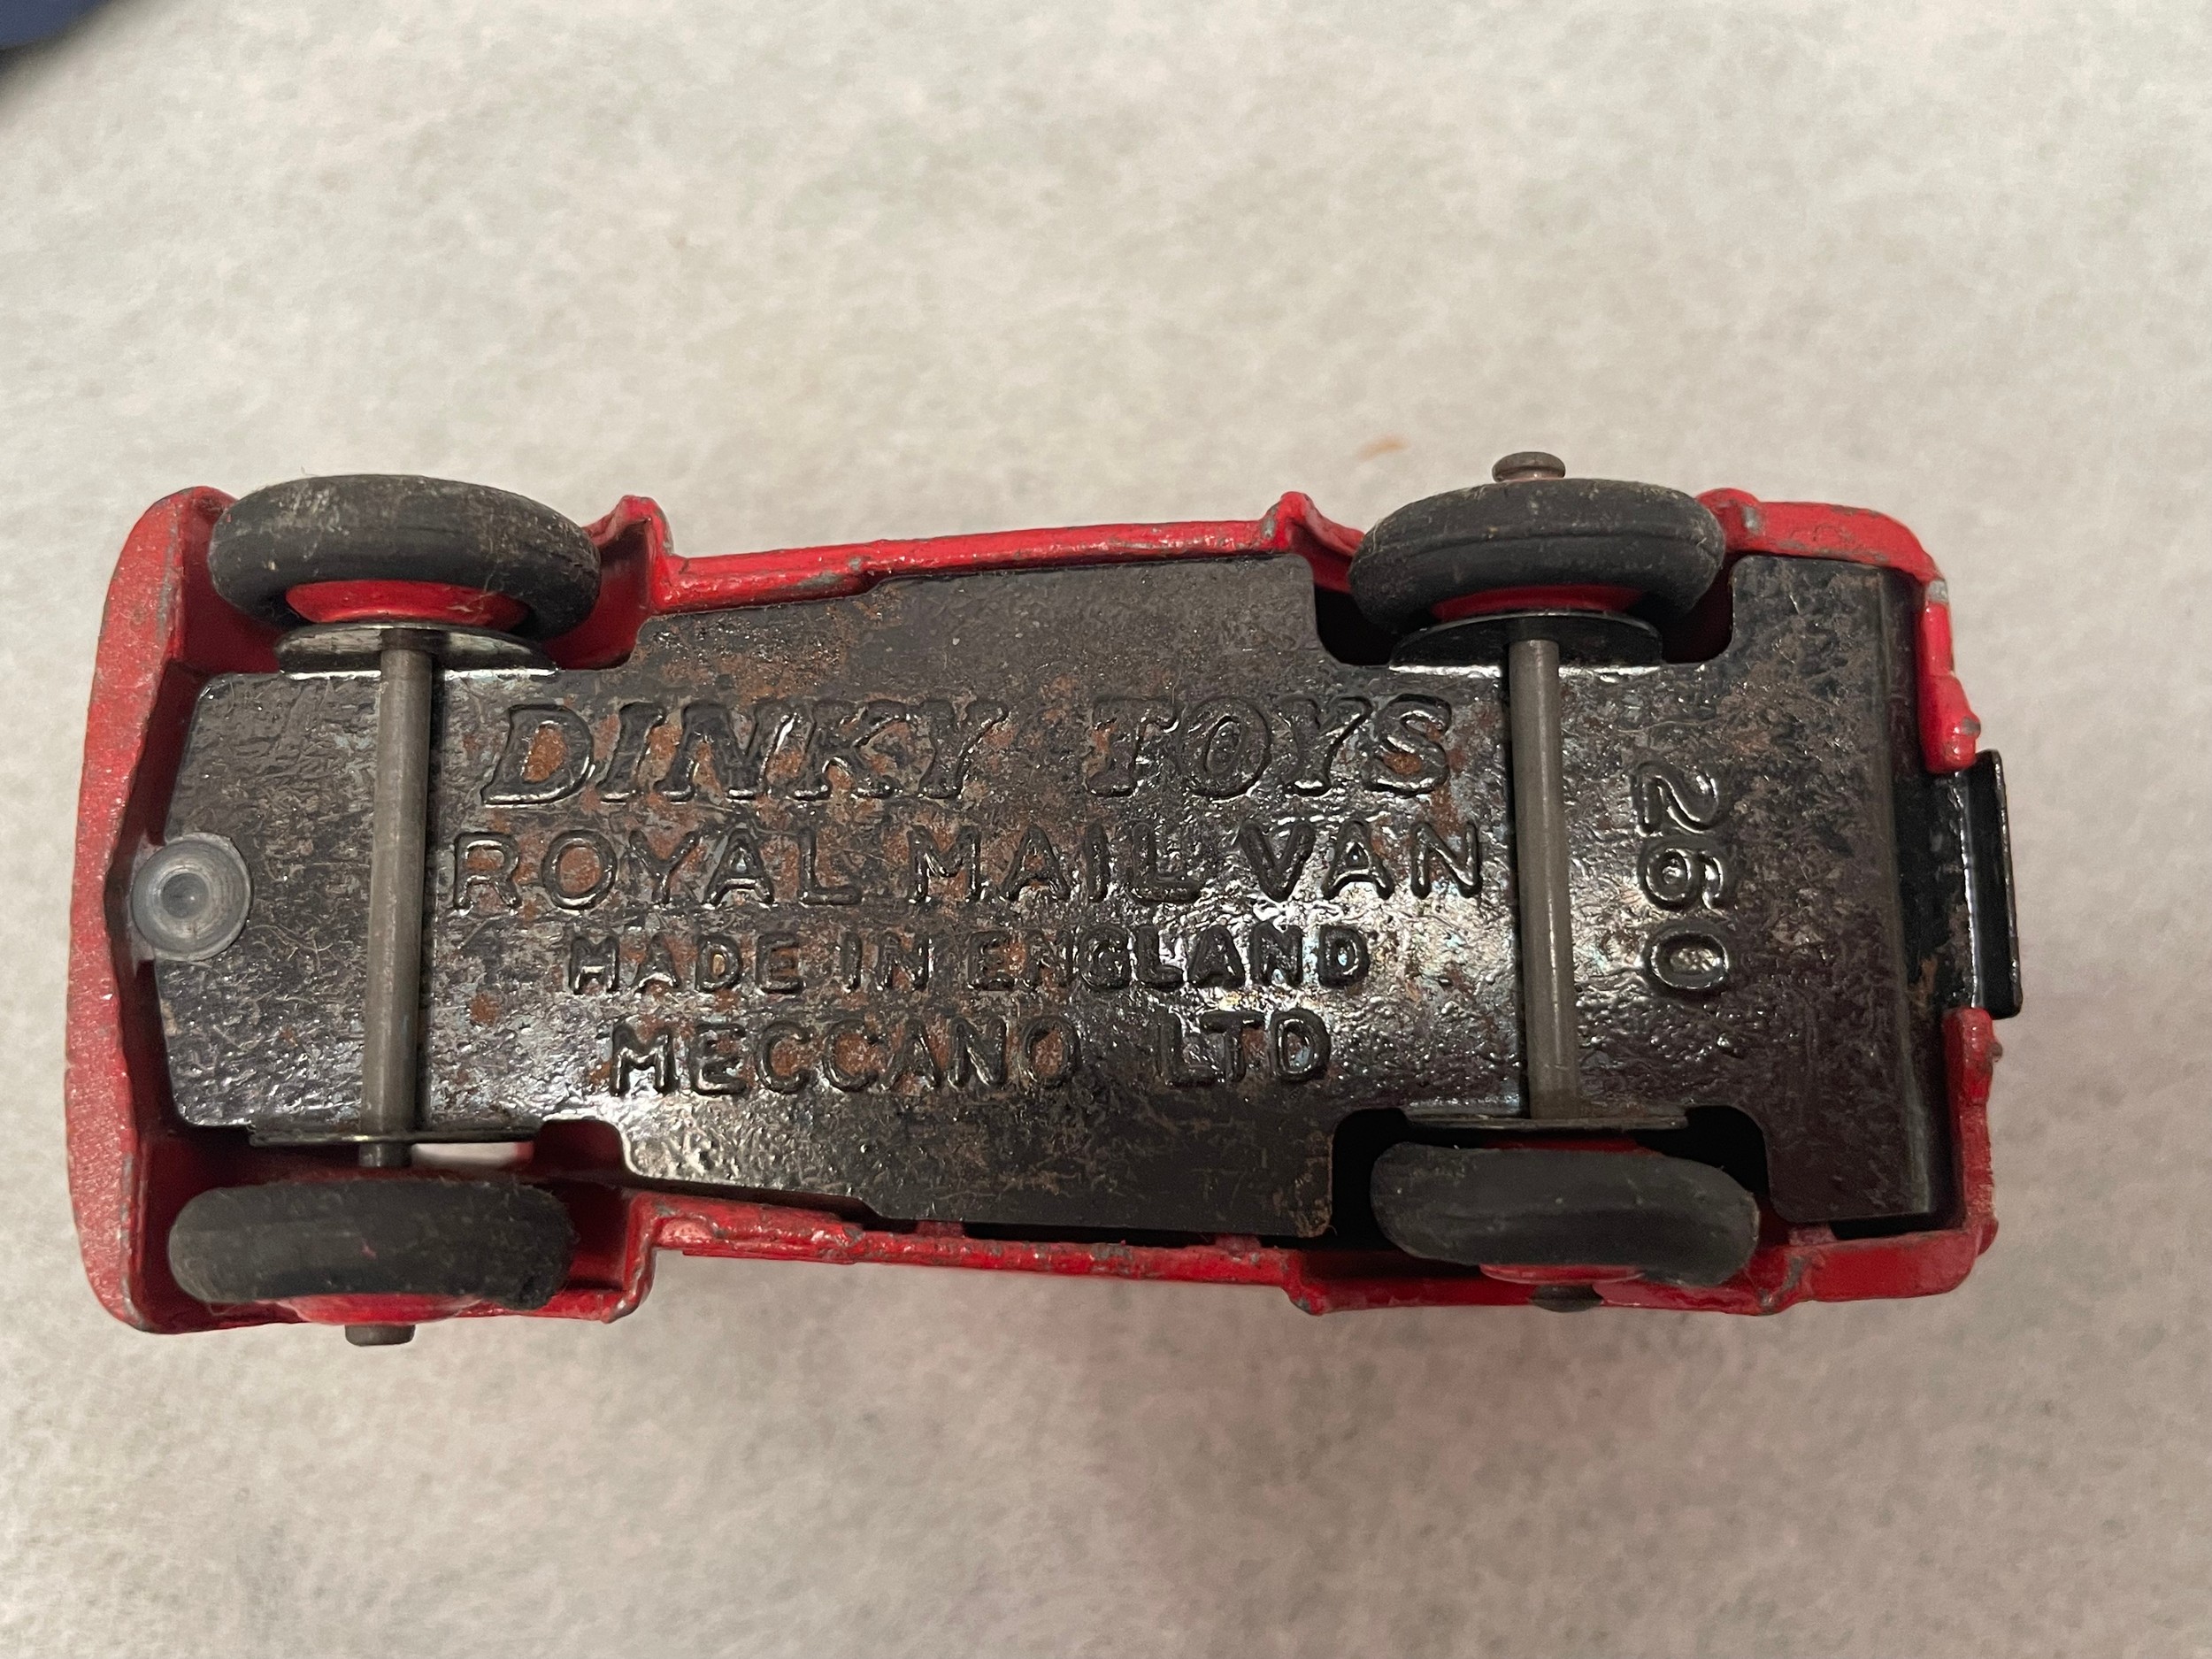 DINKY TOYS
ROYAL MAIL VAN
MADE IN ENGLAND
MECCANO LTD
260